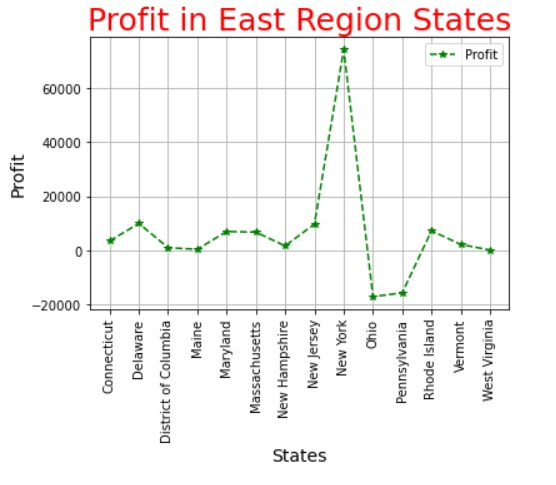 Profit in East Region States
Profit
60000
40000
20000
0
−20000
Profit
Connecticut
Delaware
District of Columbia
Maine
Maryland
Massachusetts
New Hampshire
New Jersey
New York
Ohio
Pennsylvania
Rhode Island
Vermont
West Virginia
States